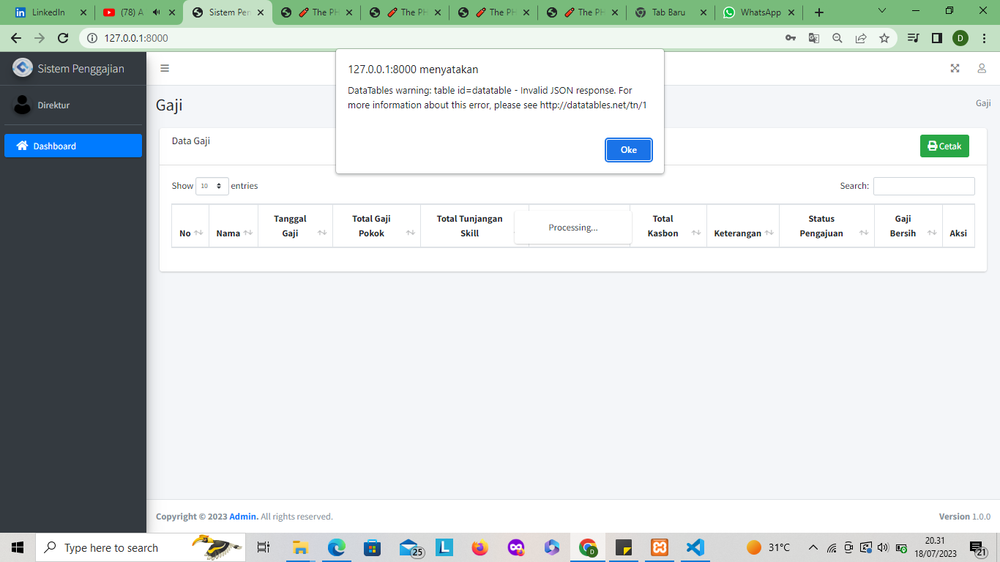 LinkedIn
(78) A
Sistem Pen
The PH
The PH
The PH
The PH
Tab Baru
WhatsApp
127.0.0.1:8000
D
Sistem Penggajian
Direktur
Dashboard
127.0.0.1:8000 menyatakan
DataTables warning: table id=datatable - Invalid JSON response. For
more information about this error, please see http://datatables.net/tn/1
Oke
Gaji
Gaji
Data Gaji
Cetak
Show 10 entries
Search:
No
Nama
Tanggal
Gaji
Total Gaji
Pokok
Total Tunjangan
Skill
Processing...
Total
Kasbon
Keterangan
Status
Pengajuan
Gaji
Bersih
Aksi
Copyright © 2023 Admin. All rights reserved.
Version 1.0.0
Type here to search
25
L
D
31°C
20.31
18/07/2023
21